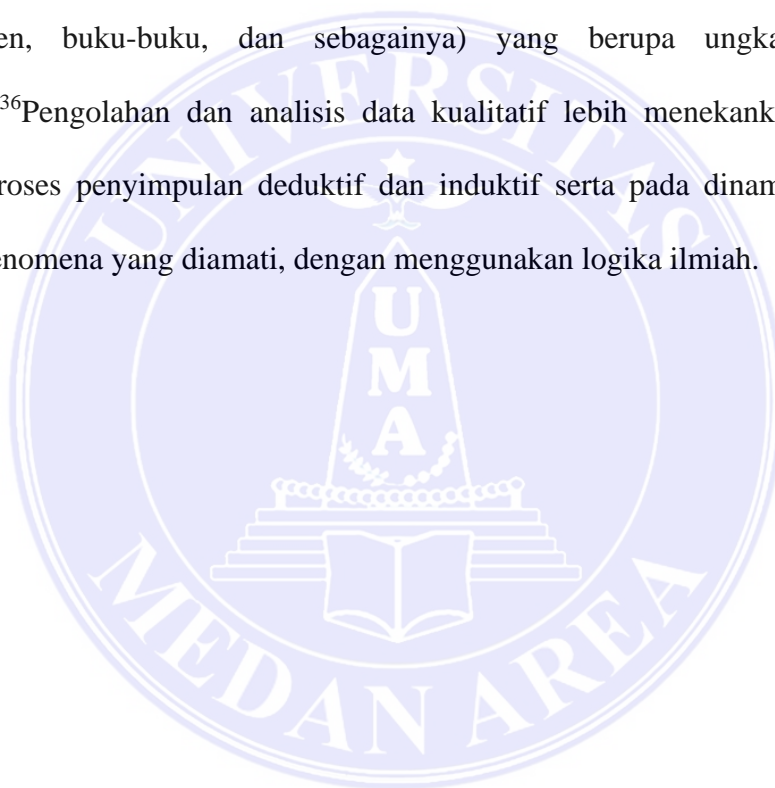 en, buku-buku, dan sebagainya) yang berupa ungka
36Pengolahan dan analisis data kualitatif lebih menekank
roses penyimpulan deduktif dan induktif serta pada dinam
enomena yang diamati, dengan menggunakan logika ilmiah.
UNIVERSITAS
U
M
A
MEDAN AREA